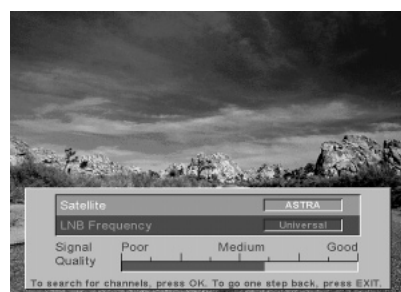 Satellite ASTRA
LNB Frequency Universal
Signal Quality
Poor Medium Good
To search for channels, press OK. To go one step back, press EXIT.